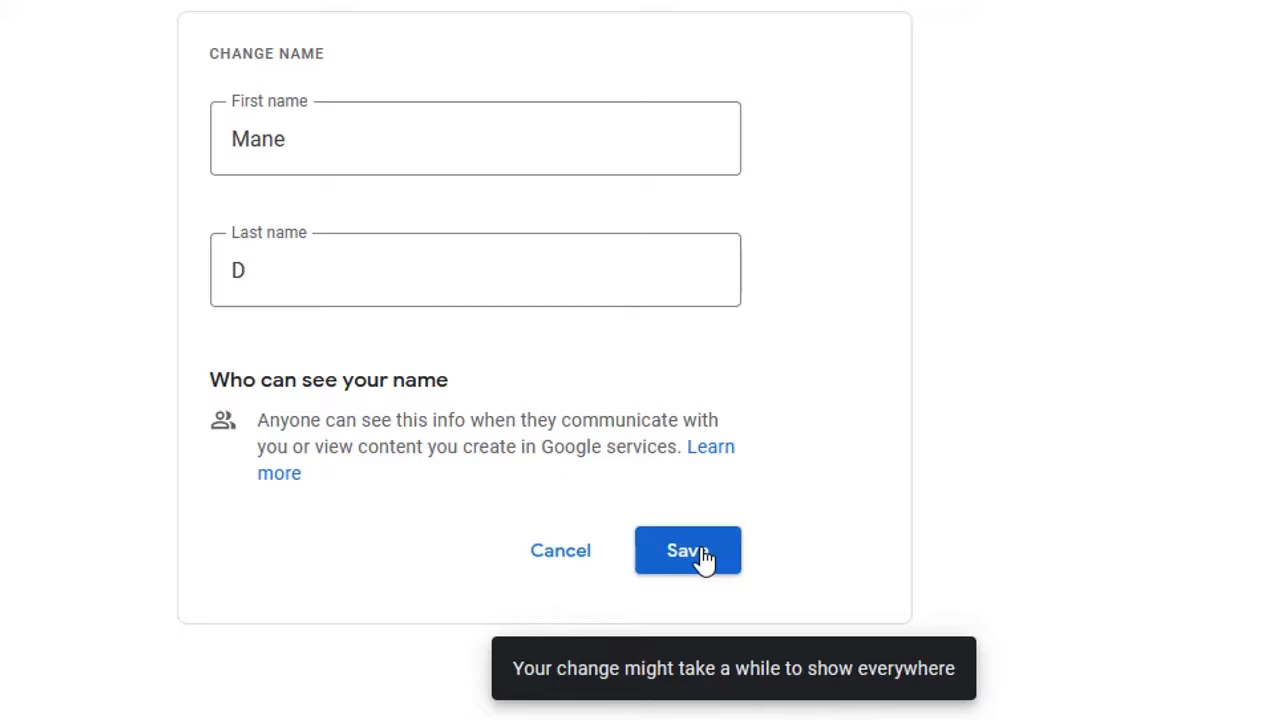 CHANGE NAME
First name
Mane
Last name
D
Who can see your name
Anyone can see this info when they communicate with
you or view content you create in Google services. Learn
more
Cancel
Save
Your change might take a while to show everywhere